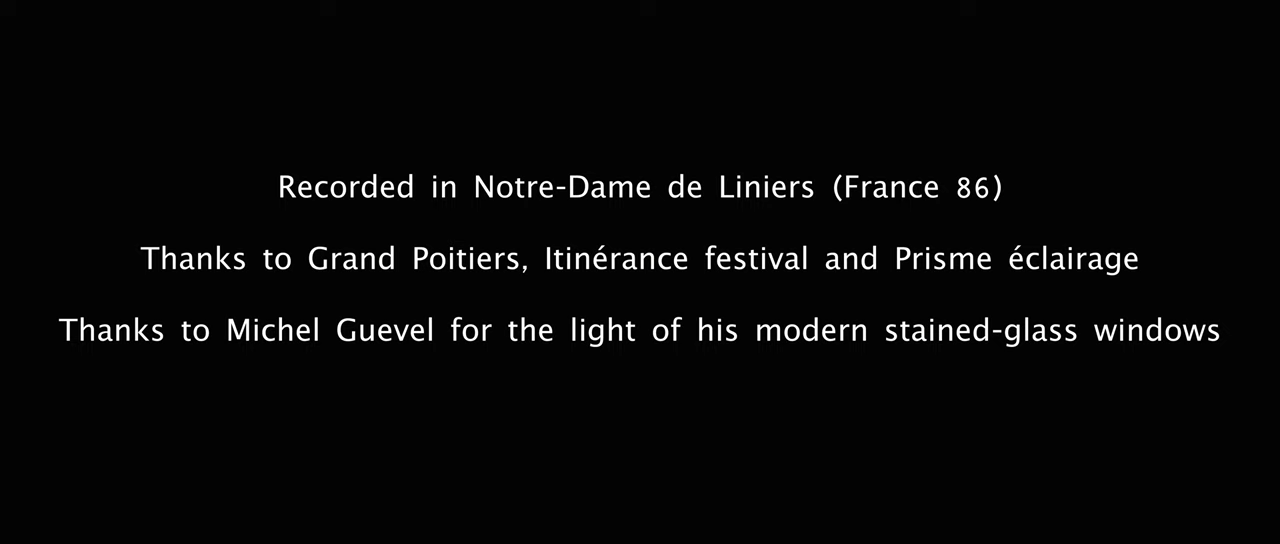 Recorded in Notre-Dame de Liniers (France 86)
Thanks to Grand Poitiers, Itinérance festival and Prisme éclairage
Thanks to Michel Guevel for the light of his modern stained-glass windows